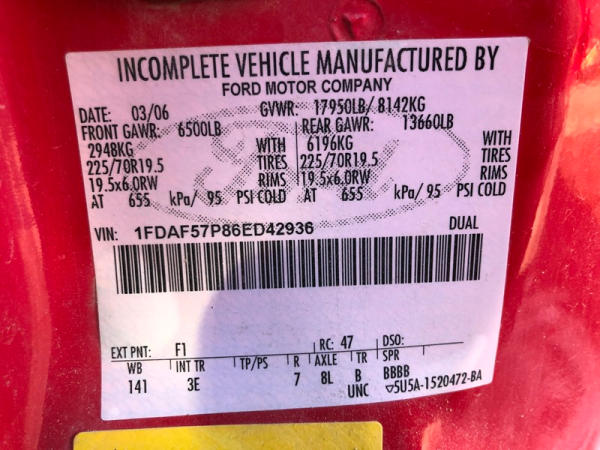 INCOMPLETE VEHICLE MANUFACTURED BY
FORD MOTOR COMPANY
DATE: 03/06 GVWR: 17950LB/ 8142KG
FRONT GAWR: 6500LB REAR GAWR: 13660LB
2948KG WITH 6196KG WITH
225/70R19.5 TIRES 225/70R19.5 TIRES
19.5x6.0RW RIMS 19.5x6.0RW RIMS
AT 655 kPa/ 95 PSI COLD AT 655 kPa/ 95 PSI COLD
VIN: 1FDAF57P86ED42936 DUAL
EXT PNT: F1 RC: 47 DSO:
WB INT TR TP/PS R AXLE TR SPR
141 3E 7 8L B BBBB
UNC ▽5U5A-1520472-BA